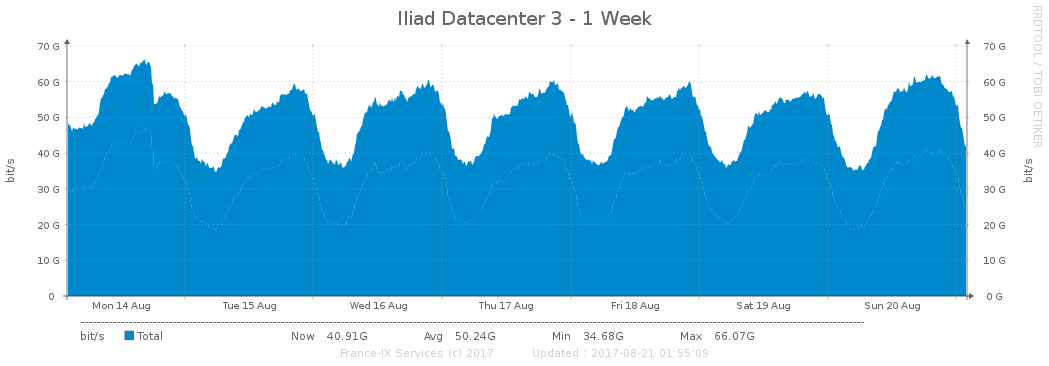 Iliad Datacenter 3 - 1 Week
RRDTOOL / TOBI OETIKER
70 G 70 G
60 G 60 G
50 G 50 G
40 G 40 G
30 G 30 G
20 G 20 G
10 G 10 G
0 0 G
bit/s
bit/s
Mon 14 Aug Tue 15 Aug Wed 16 Aug Thu 17 Aug Fri 18 Aug Sat 19 Aug Sun 20 Aug
bit/s Total Now 40.91G Avg 50.24G Min 34.68G Max 66.07G
France-IX Services (c) 2017 Updated : 2017-08-21 01:55:09